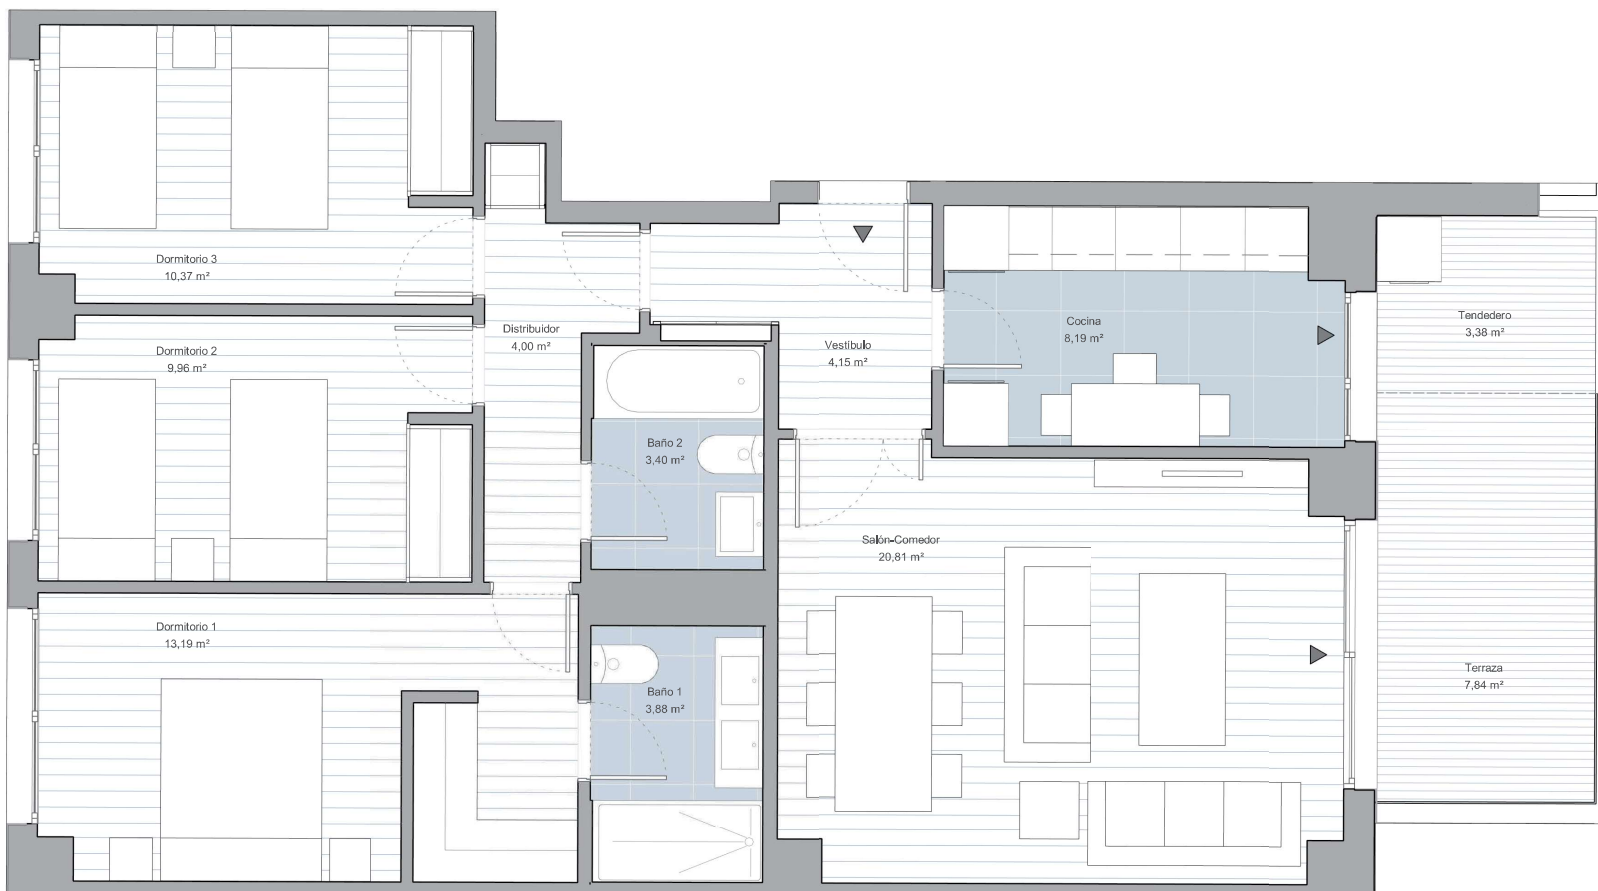 Dormitorio 3
10,37 m²
Dormitorio 2
9,96 m²
Distribuidor
4,00 m²
Vestíbulo
4,15 m²
Cocina
8,19 m²
Tendedero
3,38 m²
Baño 2
3,40 m²
Salón-Comedor
20,81 m²
Dormitorio 1
13,19 m²
Baño 1
3,88 m²
Terraza
7,84 m²